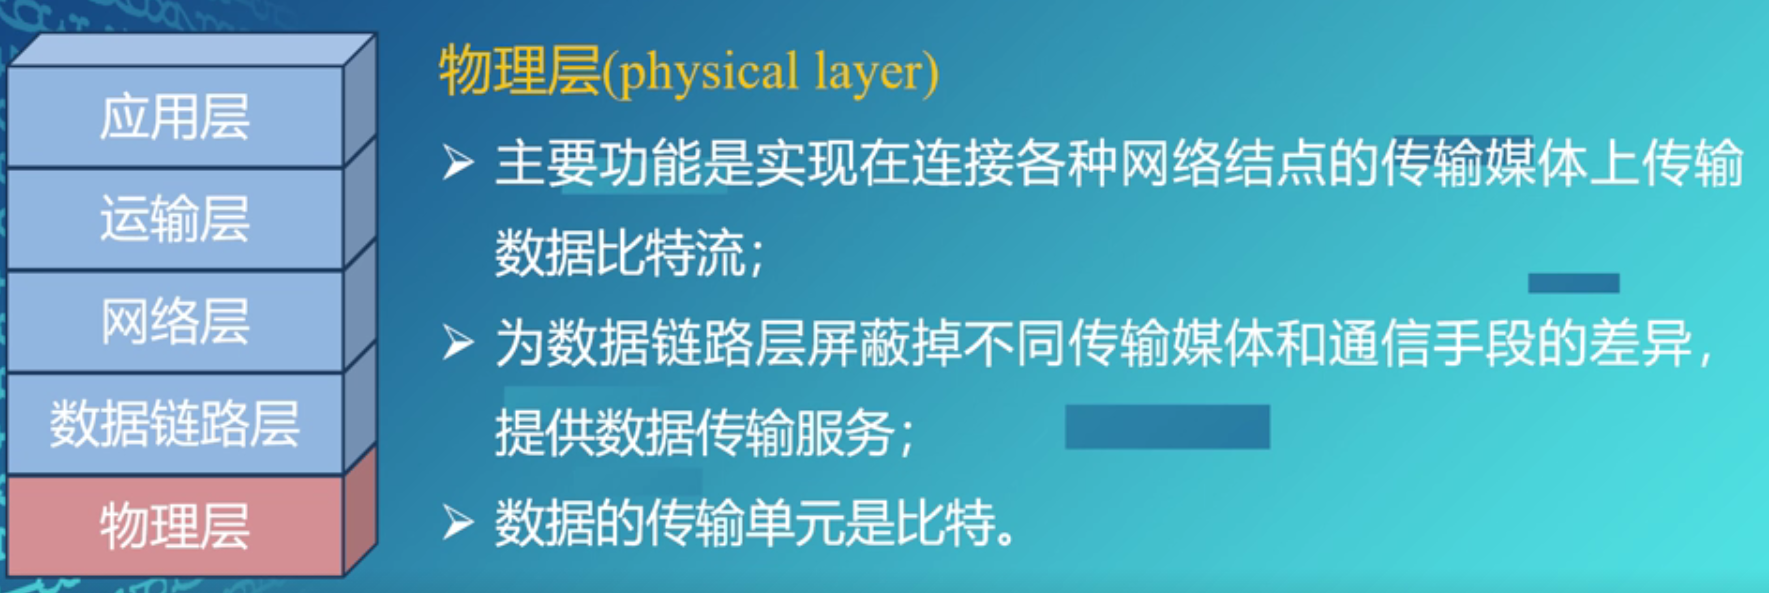 应用层
运输层
网络层
数据链路层
物理层
物理层(physical layer)
➢ 主要功能是实现在连接各种网络结点的传输媒体上传输
数据比特流；
➢ 为数据链路层屏蔽掉不同传输媒体和通信手段的差异，
提供数据传输服务；
➢ 数据的传输单元是比特。